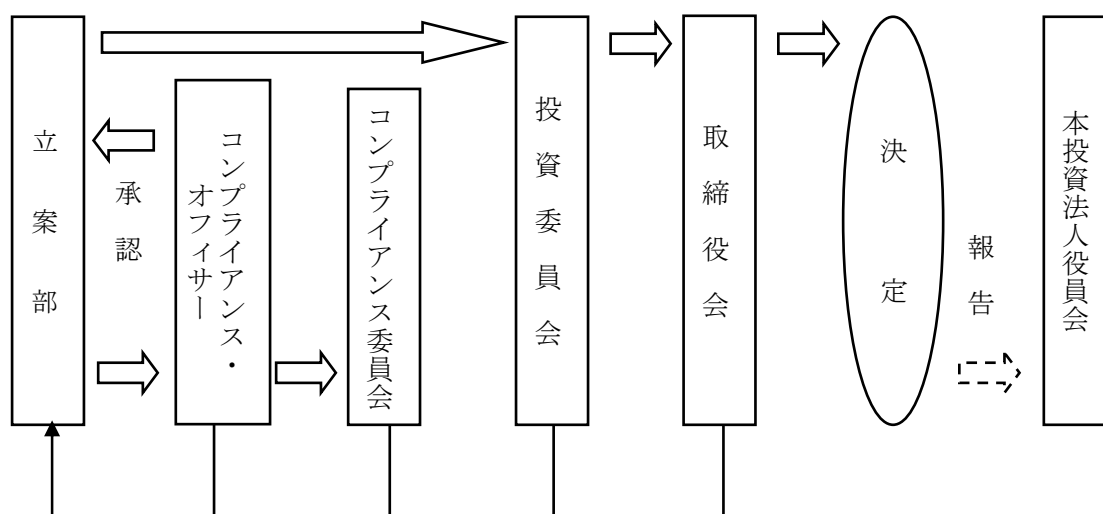 立案部
承認
コンプライアンス・
オフィサー
コンプライアンス委員会
投資委員会
取締役会
決定
報告
本投資法人役員会